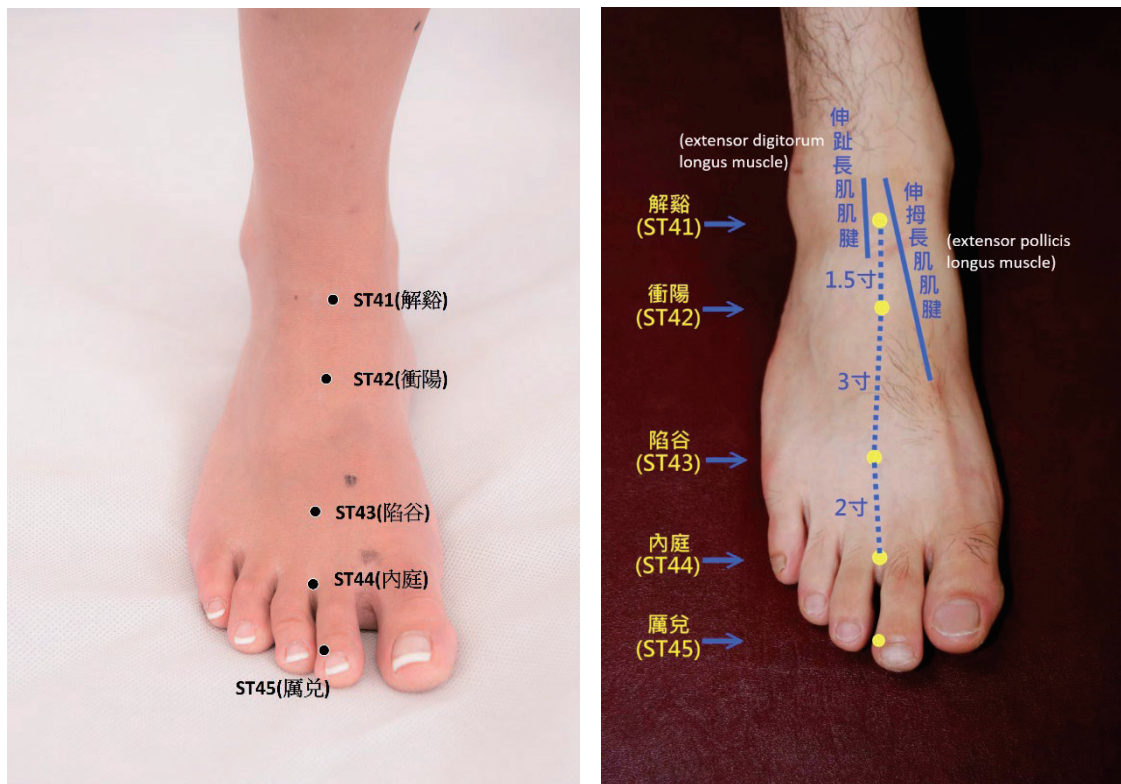 ST41(解谿)
ST42(衝陽)
ST43(陷谷)
ST44(內庭)
ST45(厲兌)
(extensor digitorum
longus muscle)
伸趾長肌肌腱
伸拇長肌肌腱
(extensor pollicis
longus muscle)
解谿
(ST41)
1.5寸
衝陽
(ST42)
3寸
陷谷
(ST43)
2寸
內庭
(ST44)
厲兌
(ST45)